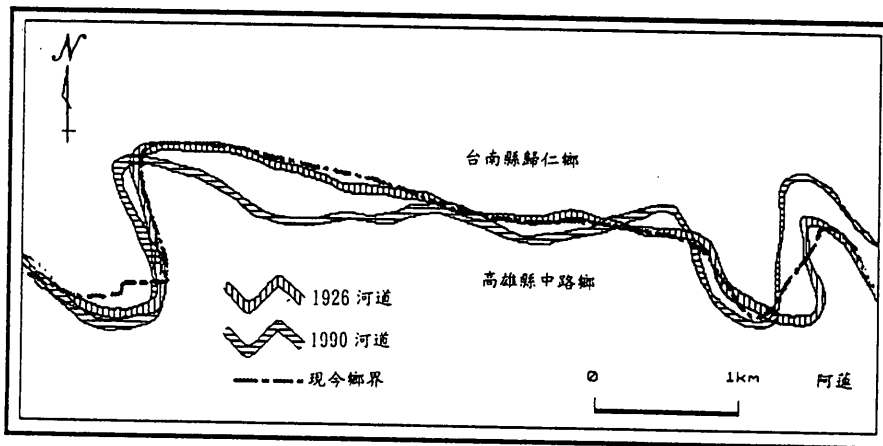 N
台南縣歸仁鄉
高雄縣中路鄉
1926 河道
1990 河道
現今鄉界
0 1km
阿蓮